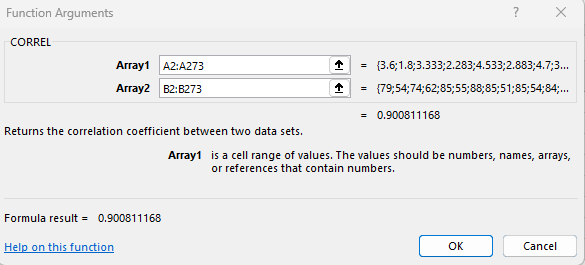 Function Arguments ? ×
CORREL
Array1 A2:A273 = {3.6;1.8;3.333;2.283;4.533;2.883;4.7;3...
Array2 B2:B273 = {79;54;74;62;85;55;88;85;51;85;54;84;...
= 0.900811168
Returns the correlation coefficient between two data sets.
Array1 is a cell range of values. The values should be numbers, names, arrays,
or references that contain numbers.
Formula result = 0.900811168
Help on this function OK Cancel